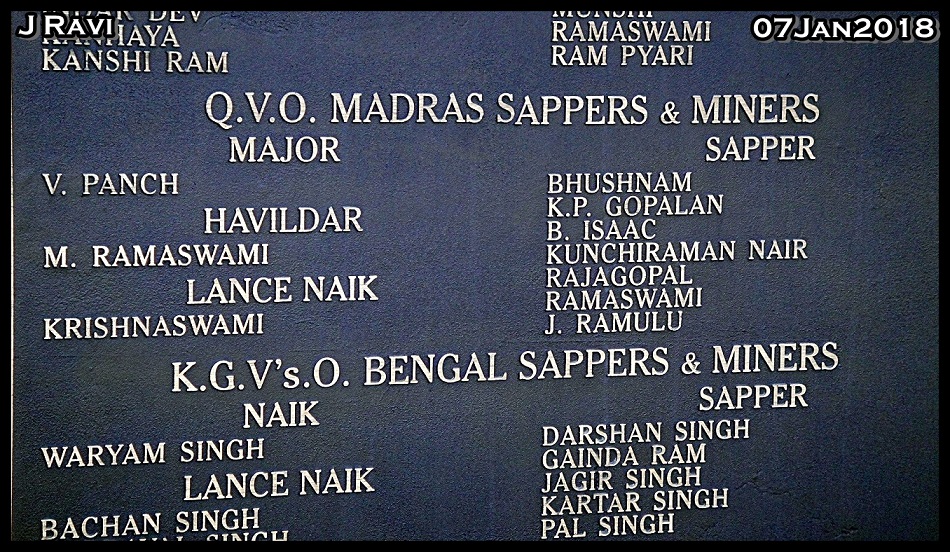 J Ravi
07Jan2018
KANHAYA
KANSHI RAM
MUNSHI
RAMASWAMI
RAM PYARI
Q.V.O. MADRAS SAPPERS & MINERS
MAJOR
V. PANCH
HAVILDAR
M. RAMASWAMI
LANCE NAIK
KRISHNASWAMI
SAPPER
BHUSHNAM
K.P. GOPALAN
B. ISAAC
KUNCHIRAMAN NAIR
RAJAGOPAL
RAMASWAMI
J. RAMULU
K.G.V's.O. BENGAL SAPPERS & MINERS
NAIK
WARYAM SINGH
LANCE NAIK
BACHAN SINGH
SINGH
SAPPER
DARSHAN SINGH
GAINDA RAM
JAGIR SINGH
KARTAR SINGH
PAL SINGH